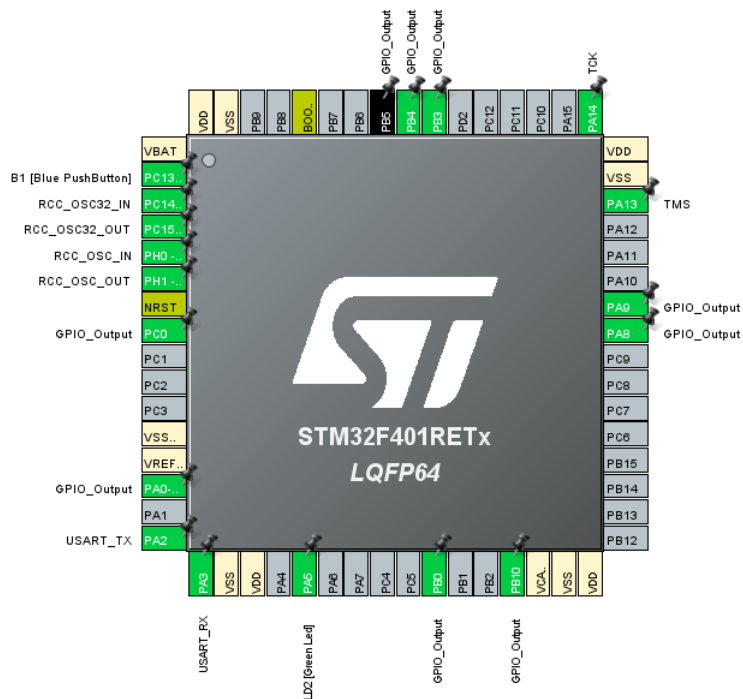 GPIO_Output
GPIO_Output
GPIO_Output
TCK
VDD
VSS
PB9
PB8
BOO..
PB7
PB6
PB5
PB4
PB3
PD2
PC12
PC11
PC10
PA15
PA14
B1 [Blue PushButton]
RCC_OSC32_IN
RCC_OSC32_OUT
RCC_OSC_IN
RCC_OSC_OUT
GPIO_Output
GPIO_Output
USART_TX
VBAT
PC13..
PC14..
PC15..
PH0 -..
PH1 -..
NRST
PC0
PC1
PC2
PC3
VSS..
VREF..
PA0-..
PA1
PA2
ST
STM32F401RETx
LQFP64
VDD
VSS
PA13
PA12
PA11
PA10
PA9
PA8
PC9
PC8
PC7
PC6
PB15
PB14
PB13
PB12
TMS
GPIO_Output
GPIO_Output
PA3
VSS
VDD
PA4
PA5
PA6
PA7
PC4
PC5
PB0
PB1
PB2
PB10
VCA..
VSS
VDD
USART_RX
LD2 [Green Led]
GPIO_Output
GPIO_Output